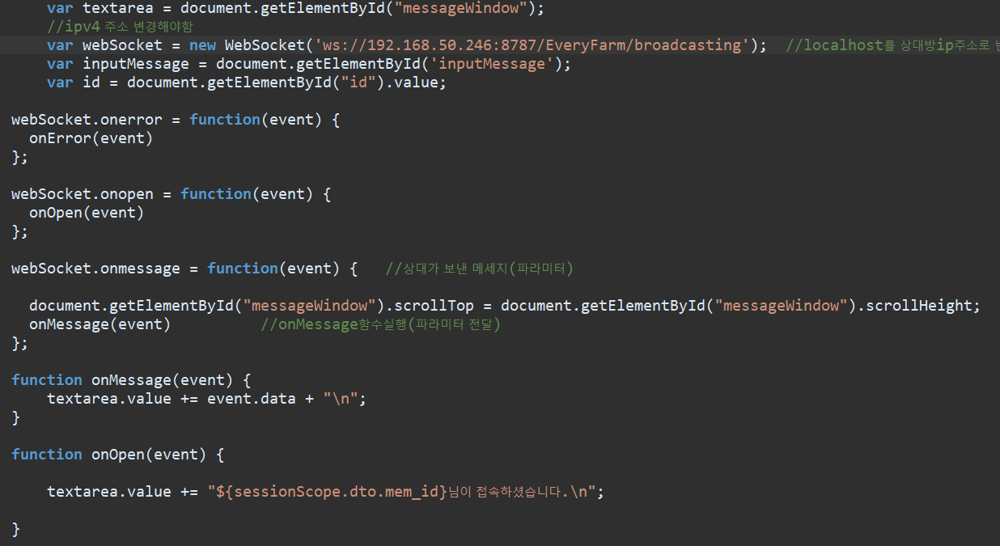 var textarea = document.getElementById("messageWindow");
//ipv4 주소 변경해야함
var webSocket = new WebSocket('ws://192.168.50.246:8787/EveryFarm/broadcasting');  //localhost를 상대방ip주소로
var inputMessage = document.getElementById('inputMessage');
var id = document.getElementById("id").value;
webSocket.onerror = function(event) {
onError(event)
};
webSocket.onopen = function(event) {
onOpen(event)
};
webSocket.onmessage = function(event) {   //상대가 보낸 메세지(파라미터)
document.getElementById("messageWindow").scrollTop = document.getElementById("messageWindow").scrollHeight;
onMessage(event)          //onMessage함수실행(파라미터 전달)
};
function onMessage(event) {
textarea.value += event.data + "\n";
}
function onOpen(event) {
textarea.value += "${sessionScope.dto.mem_id}님이 접속하셨습니다.\n";
}